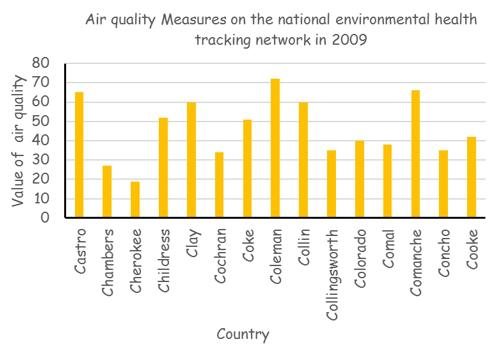 Air quality Measures on the national environmental health
tracking network in 2009
Value of air quality
80
70
60
50
40
30
20
10
0
Castro
Chambers
Cherokee
Childress
Clay
Cochran
Coke
Coleman
Collin
Collingsworth
Colorado
Comal
Comanche
Concho
Cooke
Country